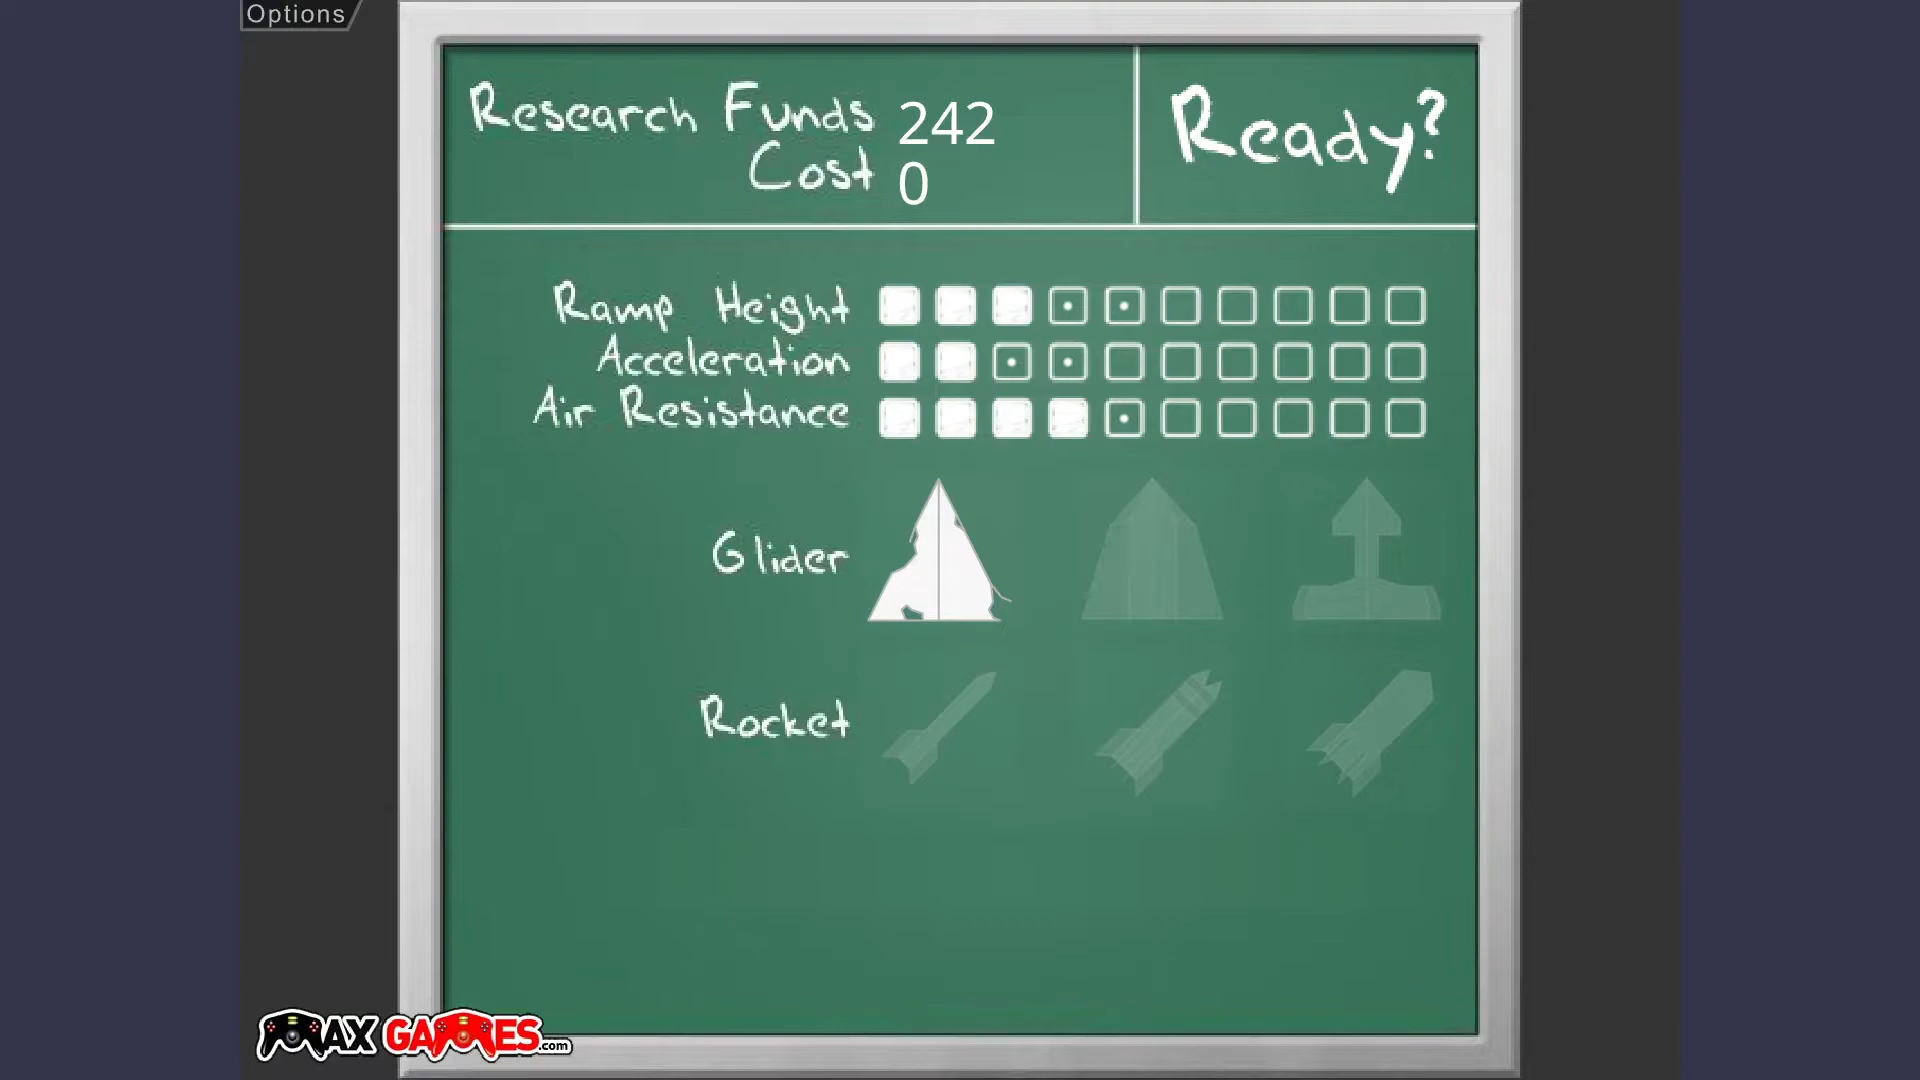 Options
Research Funds 242
Cost 0
Ready?
Ramp Height
Acceleration
Air Resistance
Glider
Rocket
MAX GAMES.com